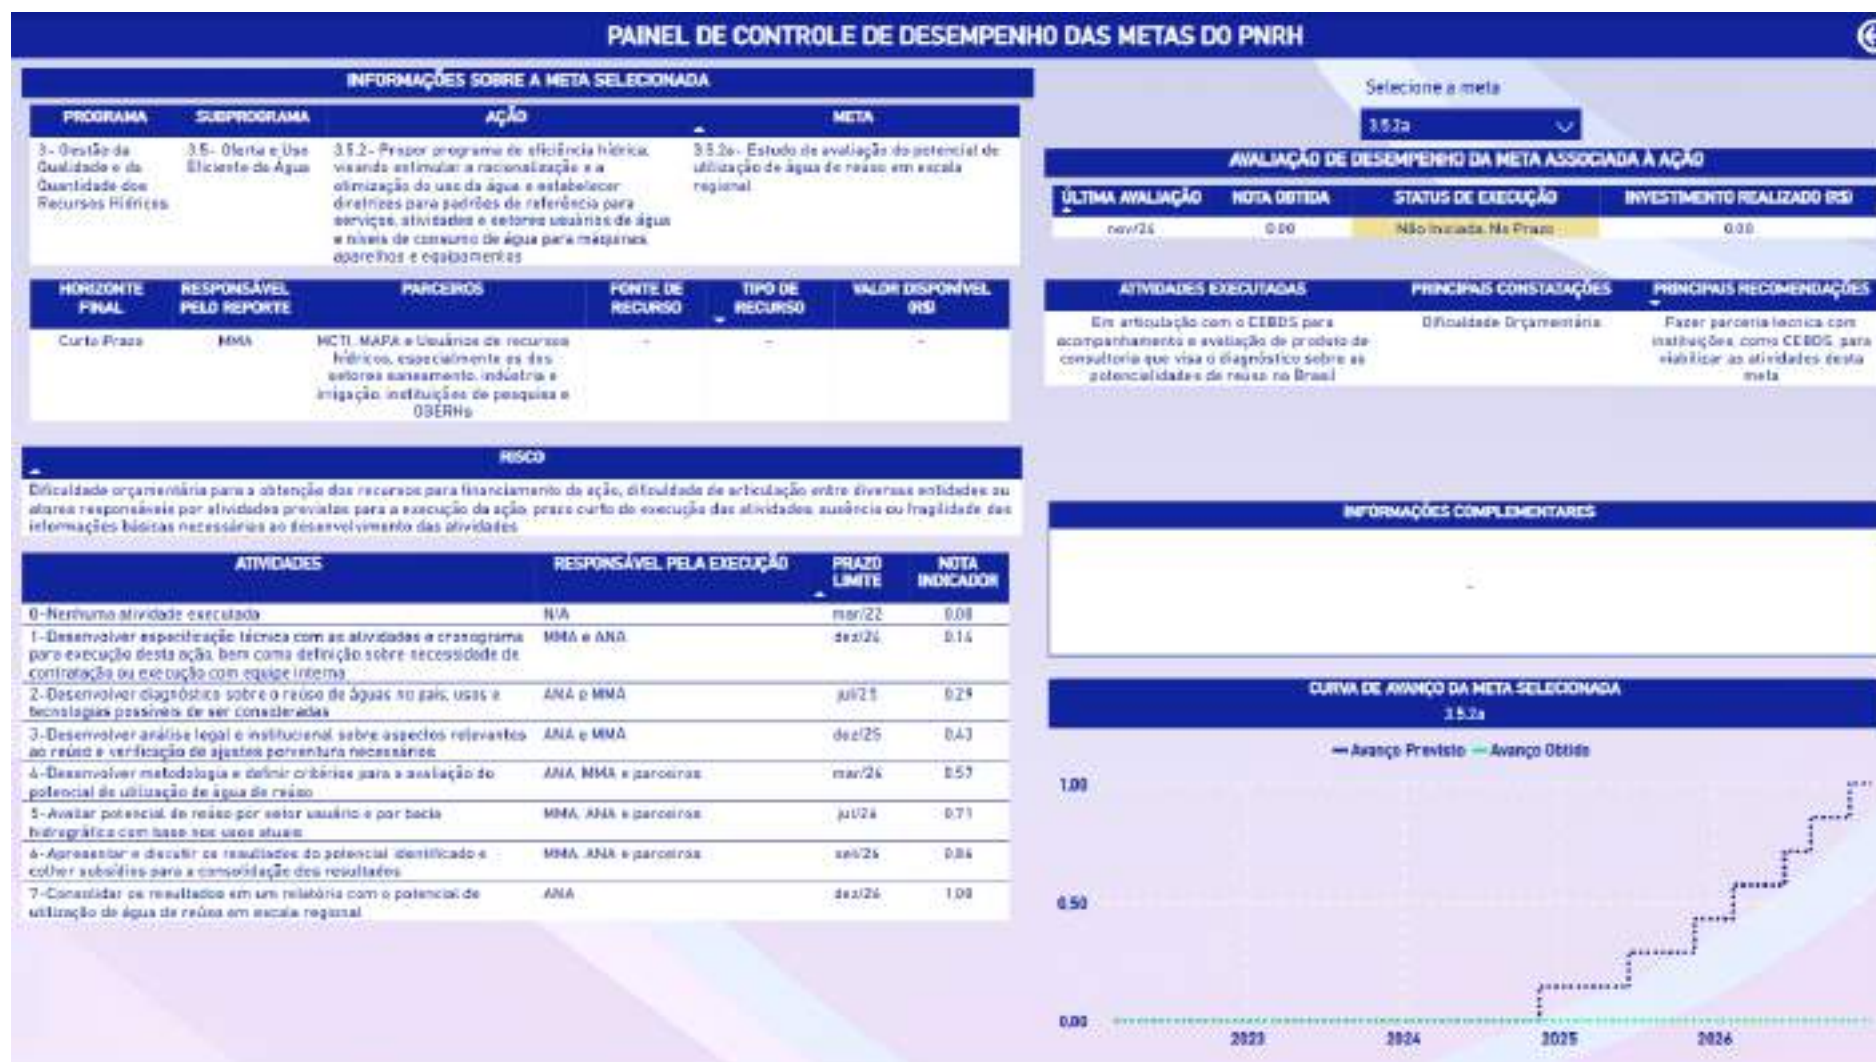 PAINEL DE CONTROLE DE DESEMPENHO DAS METAS DO PNRH
INFORMAÇÕES SOBRE A META SELECIONADA
PROGRAMA SUBPROGRAMA AÇÃO META
3- Gestão da
Qualidade e da
Quantidade dos
Recursos Hídricos
3.5- Oferta e Uso
Eficiente da Água
3.5.2- Propor programa de eficiência hídrica,
visando estimular a racionalização e a
otimização do uso da água e estabelecer
diretrizes para padrões de referência para
serviços, atividades e setores usuários de água
e níveis de consumo de água para máquinas,
aparelhos e equipamentos
3.5.2a- Estudo de avaliação do potencial de
utilização de água de reúso em escala
regional
HORIZONTE
FINAL
RESPONSÁVEL
PELO REPORTE
PARCEIROS
FONTE DE
RECURSO
TIPO DE
RECURSO
VALOR DISPONÍVEL
(R$)
Curto Prazo
MMA
MCTI, MAPA e Usuários de recursos
hídricos, especialmente os dos
setores saneamento, indústria e
irrigação, instituições de pesquisa e
OGERHs
- - -
RISCO
Dificuldade orçamentária para a obtenção dos recursos para financiamento da ação, dificuldade de articulação entre diversas entidades ou
atores responsáveis por atividades previstas para a execução da ação, prazo curto de execução das atividades, ausência ou fragilidade das
informações básicas necessárias ao desenvolvimento das atividades
ATIVIDADES RESPONSÁVEL PELA EXECUÇÃO PRAZO LIMITE NOTA INDICADOR
0-Nenhuma atividade executada N/A mar/22 0,00
1-Desenvolver especificação técnica com as atividades e cronograma MMA e ANA dez/24 0,14
para execução desta ação, bem como definição sobre necessidade de
contratação ou execução com equipe interna
2-Desenvolver diagnóstico sobre o reúso de águas no país, usos e ANA e MMA jul/25 0,29
tecnologias possíveis de ser consideradas
3-Desenvolver análise legal e institucional sobre aspectos relevantes ANA e MMA dez/25 0,43
ao reúso e verificação de ajustes porventura necessários
4-Desenvolver metodologia e definir critérios para a avaliação do ANA, MMA e parceiros mar/26 0,57
potencial de utilização de água de reúso
5-Avaliar potencial de reúso por setor usuário e por bacia MMA, ANA e parceiros jul/26 0,71
hidrográfica com base nos usos atuais
6-Apresentar e discutir os resultados do potencial identificado e MMA, ANA e parceiros set/26 0,86
colher subsídios para a consolidação dos resultados
7-Consolidar os resultados em um relatório com o potencial de ANA dez/26 1,00
utilização de água de reúso em escala regional
Selecione a meta
3.5.2a
AVALIAÇÃO DE DESEMPENHO DA META ASSOCIADA À AÇÃO
ÚLTIMA AVALIAÇÃO NOTA OBTIDA STATUS DE EXECUÇÃO INVESTIMENTO REALIZADO (R$)
nov/24 0,00 Não Iniciada. No Prazo 0,00
ATIVIDADES EXECUTADAS PRINCIPAIS CONSTATAÇÕES PRINCIPAIS RECOMENDAÇÕES
Em articulação com o CEBDS para
acompanhamento e avaliação de produto de
consultoria que visa o diagnóstico sobre as
potencialidades de reúso no Brasil
Dificuldade Orçamentária
Fazer parceria tecnica com
instituições, como CEBDS, para
viabilizar as atividades desta
meta
INFORMAÇÕES COMPLEMENTARES
-
CURVA DE AVANÇO DA META SELECIONADA
3.5.2a
Avanço Previsto Avanço Obtido
1.00
0.50
0.00
2023 2024 2025 2026